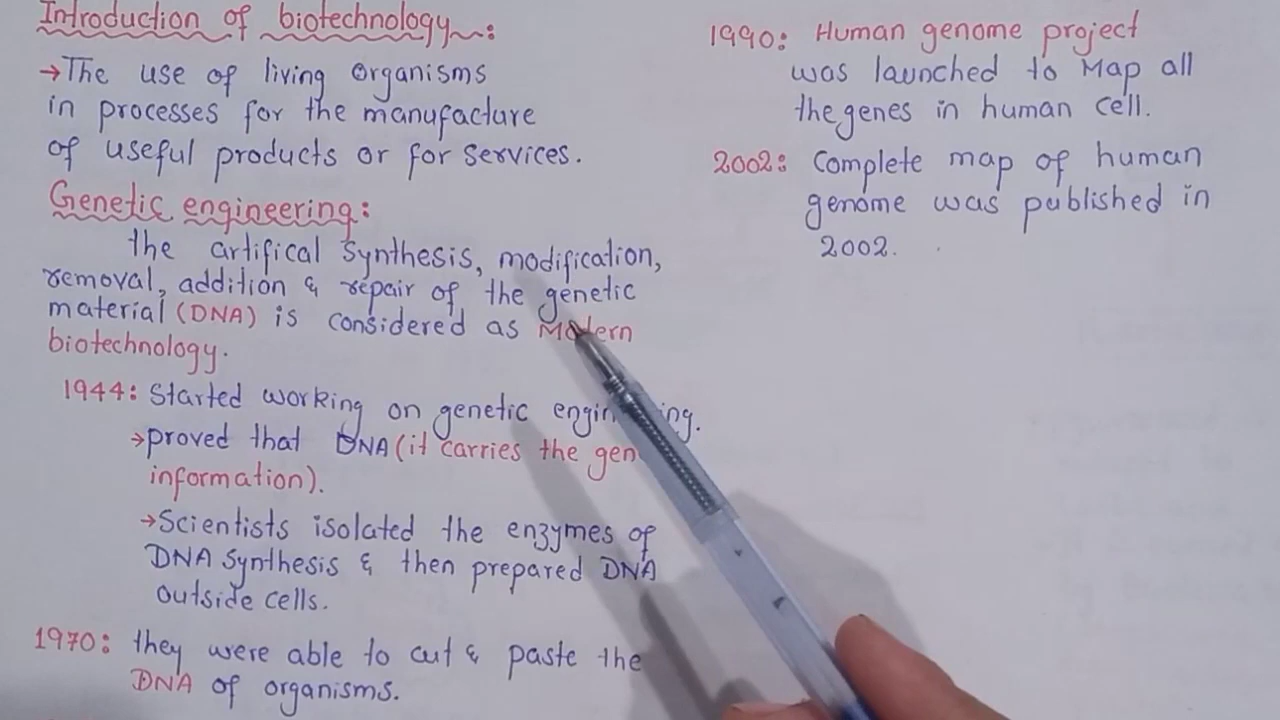 Introduction of biotechnology:
→The use of living organisms
in processes for the manufacture
of useful products or for services.
Genetic engineering:
the artifical synthesis, modification,
removal, addition & repair of the genetic
material (DNA) is considered as Modern
biotechnology.
1944: Started working on genetic engineering.
→proved that DNA (it carries the gen
information).
→Scientists isolated the enzymes of
DNA synthesis & then prepared DNA
outside cells.
1970: they were able to cut & paste the
DNA of organisms.
1990: Human genome project
was launched to Map all
the genes in human cell.
2002: Complete map of human
genome was published in
2002.